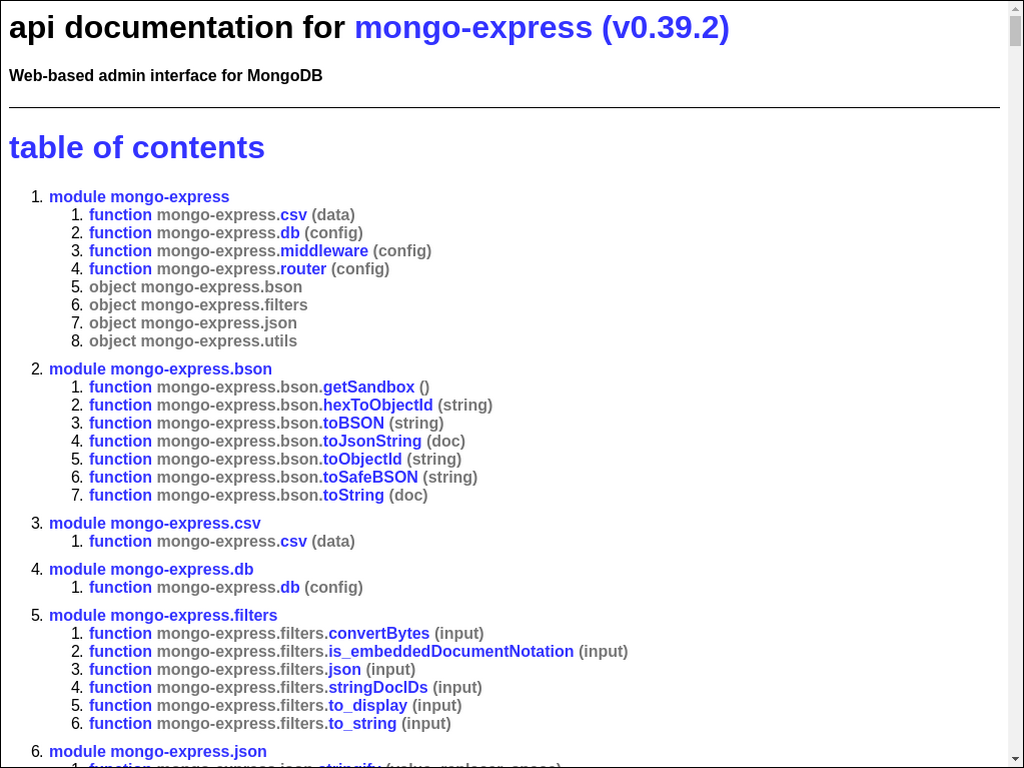 api documentation for mongo-express (v0.39.2)
Web-based admin interface for MongoDB
table of contents
1. module mongo-express
1. function mongo-express.csv (data)
2. function mongo-express.db (config)
3. function mongo-express.middleware (config)
4. function mongo-express.router (config)
5. object mongo-express.bson
6. object mongo-express.filters
7. object mongo-express.json
8. object mongo-express.utils
2. module mongo-express.bson
1. function mongo-express.bson.getSandbox ()
2. function mongo-express.bson.hexToObjectId (string)
3. function mongo-express.bson.toBSON (string)
4. function mongo-express.bson.toJsonString (doc)
5. function mongo-express.bson.toObjectId (string)
6. function mongo-express.bson.toSafeBSON (string)
7. function mongo-express.bson.toString (doc)
3. module mongo-express.csv
1. function mongo-express.csv (data)
4. module mongo-express.db
1. function mongo-express.db (config)
5. module mongo-express.filters
1. function mongo-express.filters.convertBytes (input)
2. function mongo-express.filters.is_embeddedDocumentNotation (input)
3. function mongo-express.filters.json (input)
4. function mongo-express.filters.stringDocIDs (input)
5. function mongo-express.filters.to_display (input)
6. function mongo-express.filters.to_string (input)
6. module mongo-express.json
1. function mongo-express.json.stringify (value, replacer, space)